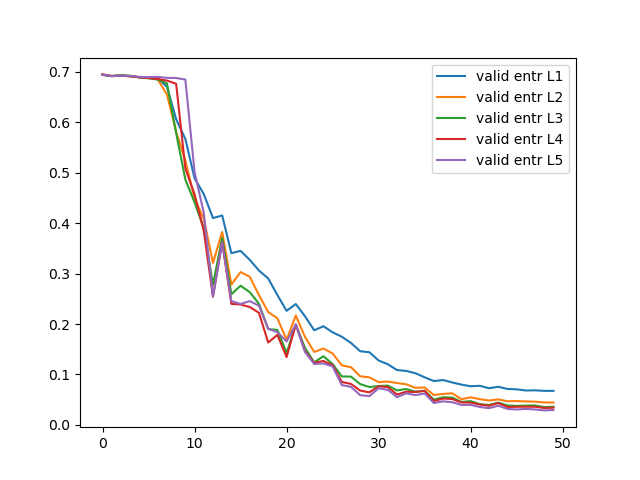 0.7
0.6
0.5
0.4
0.3
0.2
0.1
0.0
0 10 20 30 40 50
valid entr L1
valid entr L2
valid entr L3
valid entr L4
valid entr L5